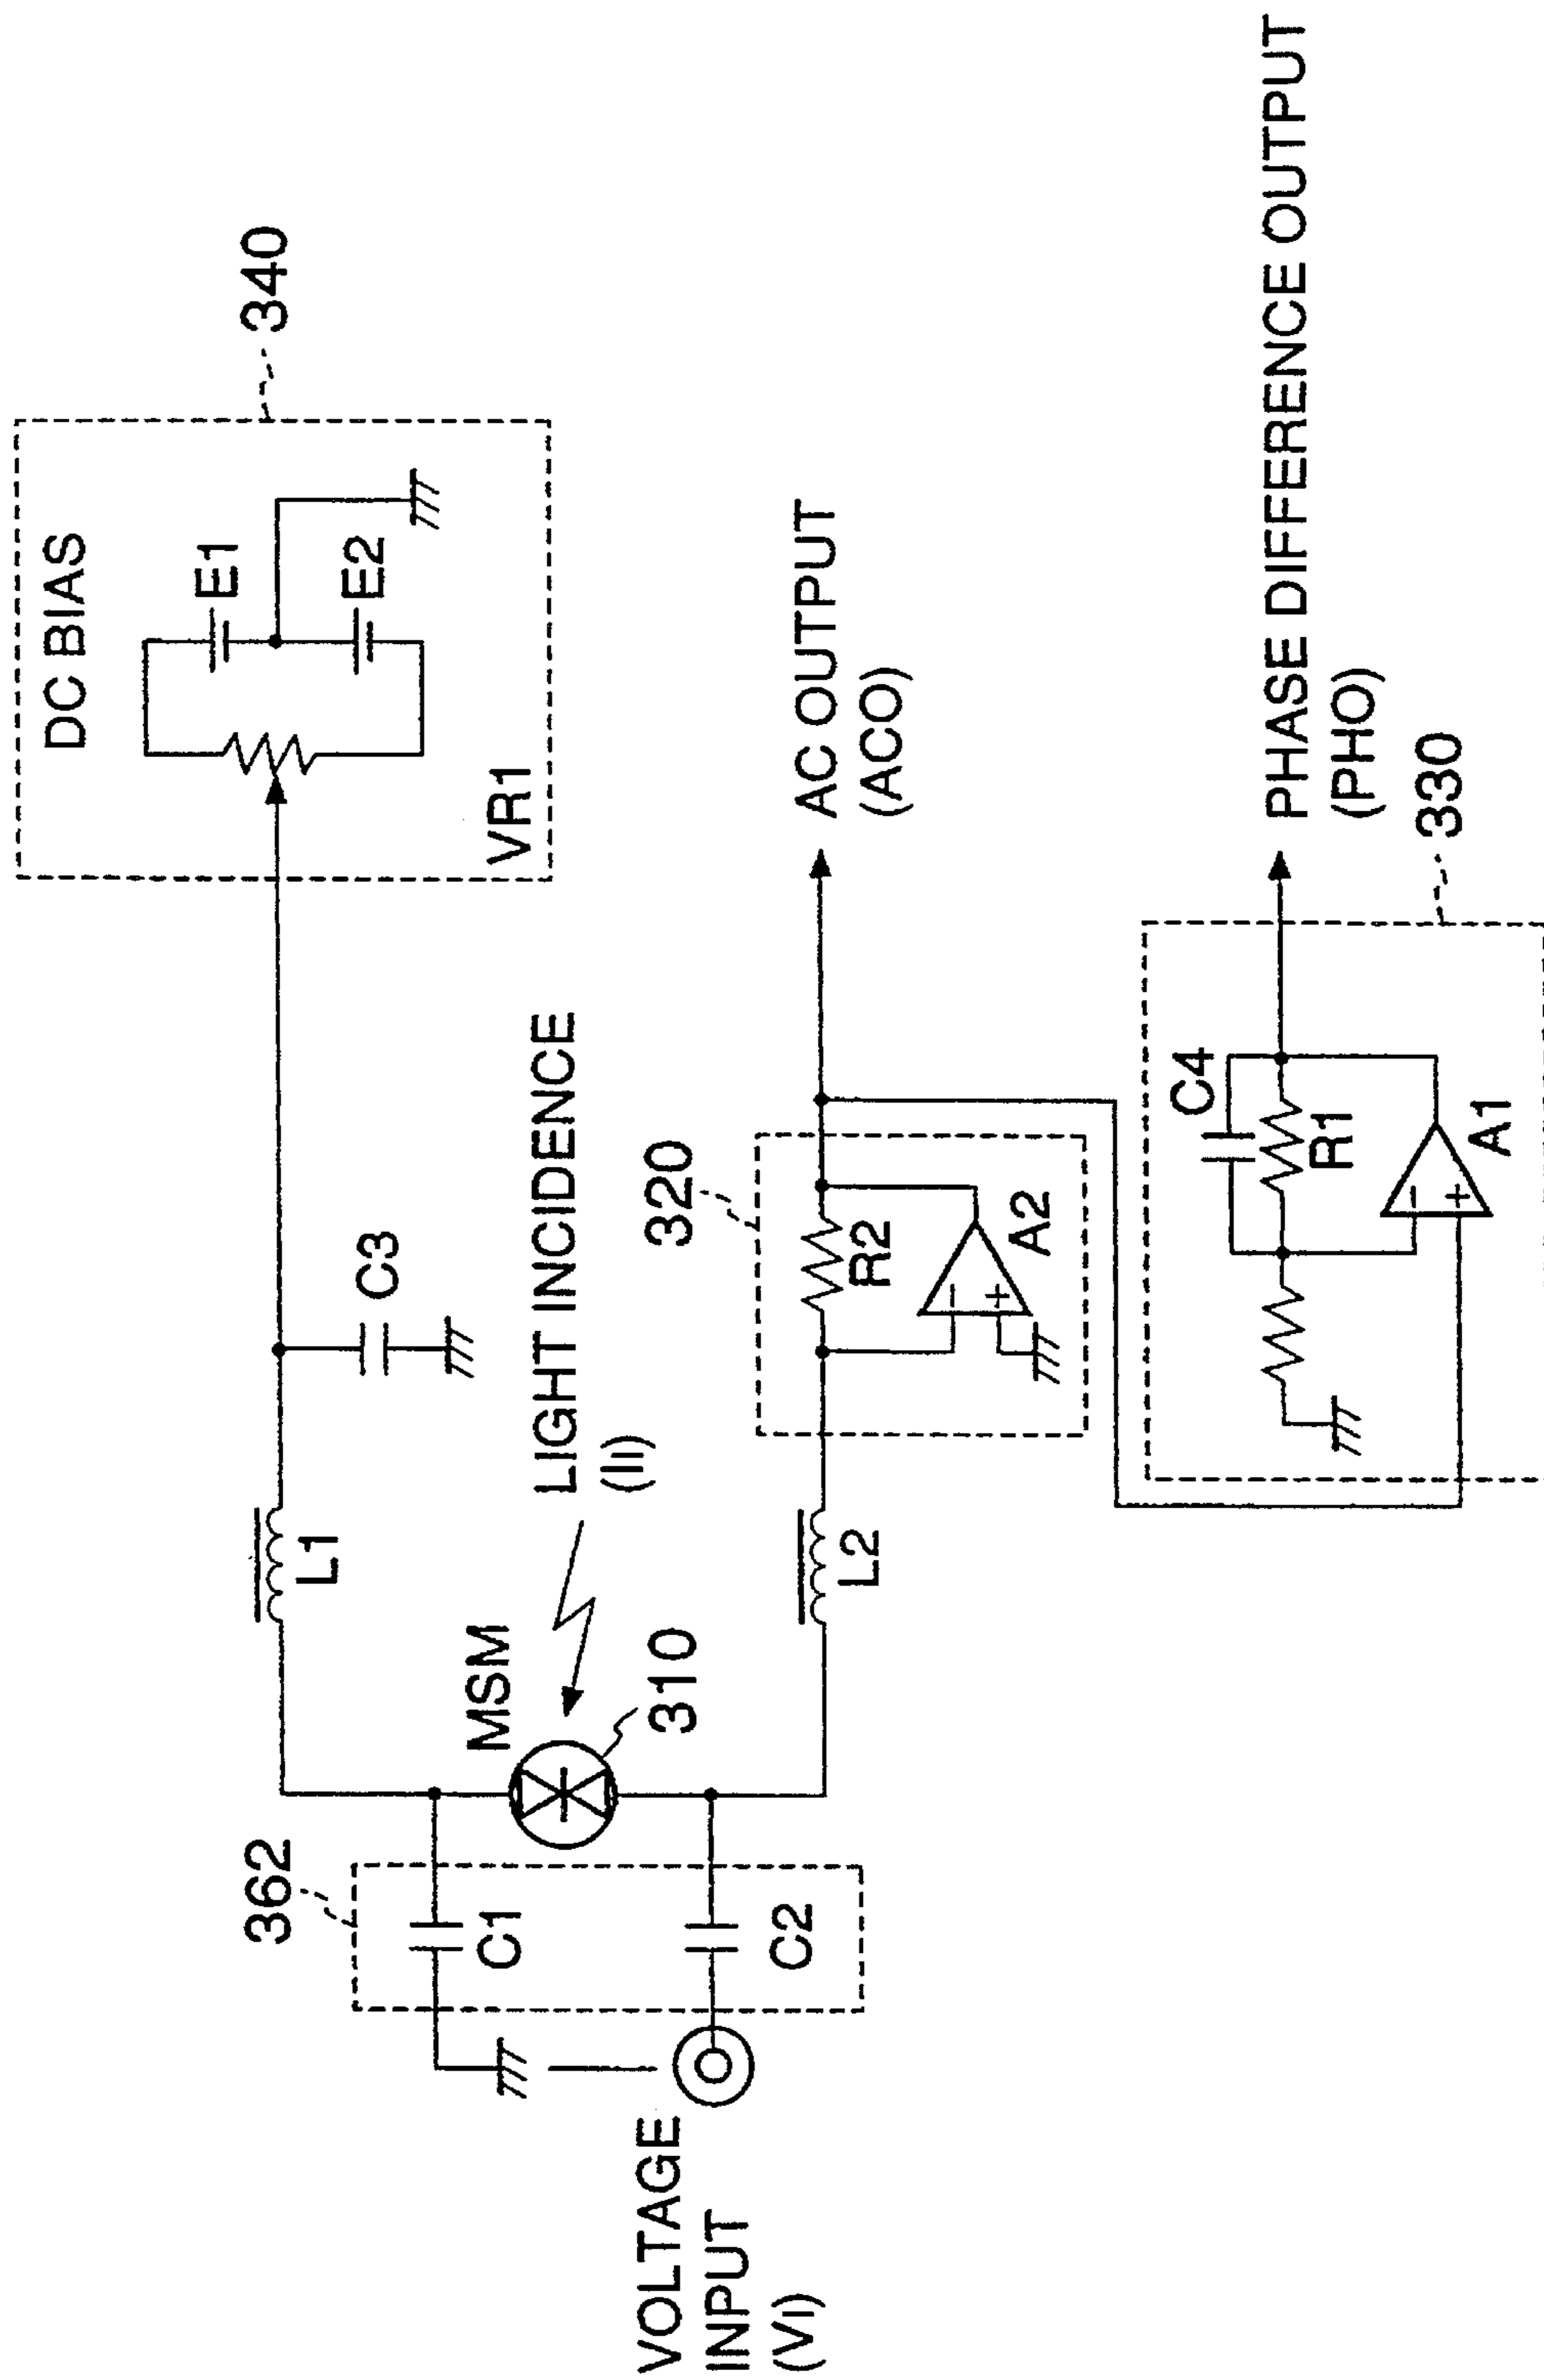 DC BIAS
340
E1
E2
VR1
C3
L1
LIGHT INCIDENCE
(II)
MSM
310
362
C1
C2
VOLTAGE
INPUT
(VI)
L2
320
R2
A2
−
+
AC OUTPUT
(ACO)
C4
R1
A1
−
+
PHASE DIFFERENCE OUTPUT
(PHO)
330